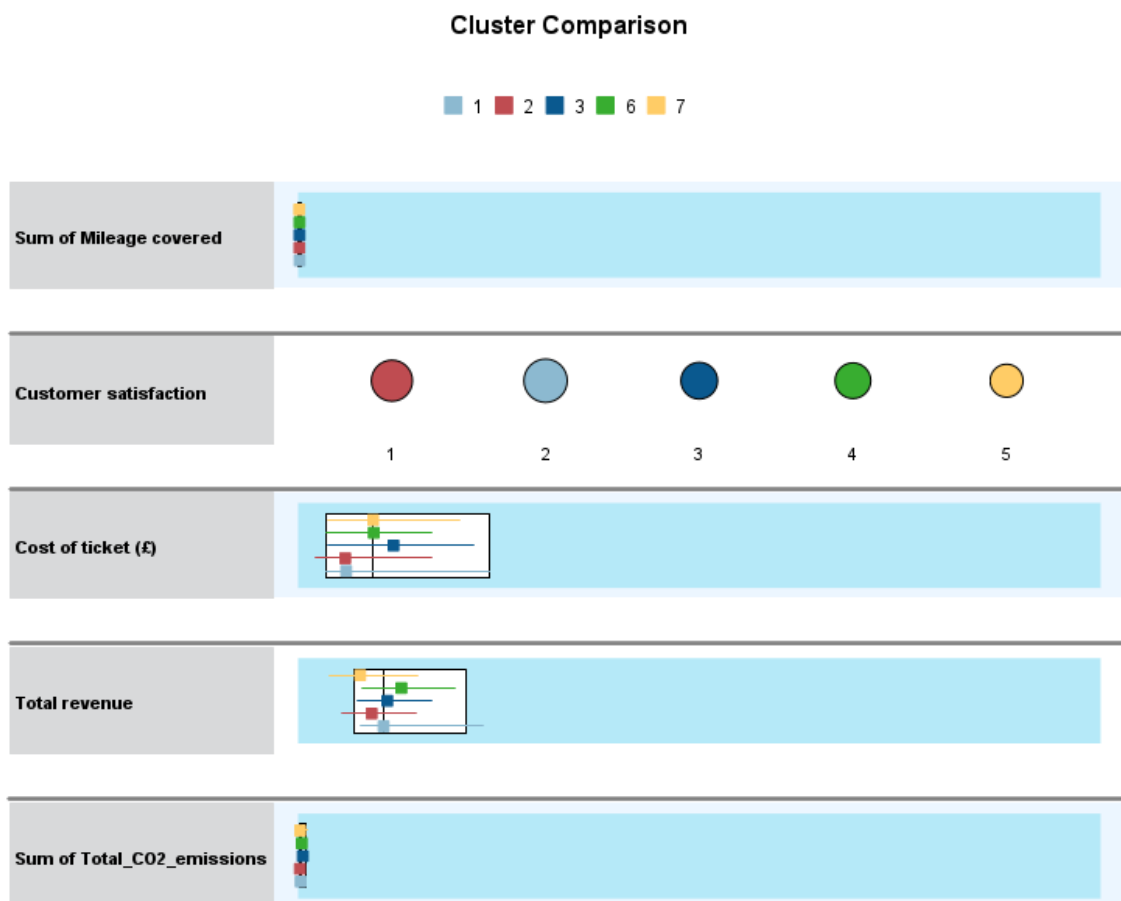 Cluster Comparison
1 2 3 6 7
Sum of Mileage covered
Customer satisfaction
1 2 3 4 5
Cost of ticket (£)
Total revenue
Sum of Total_CO2_emissions